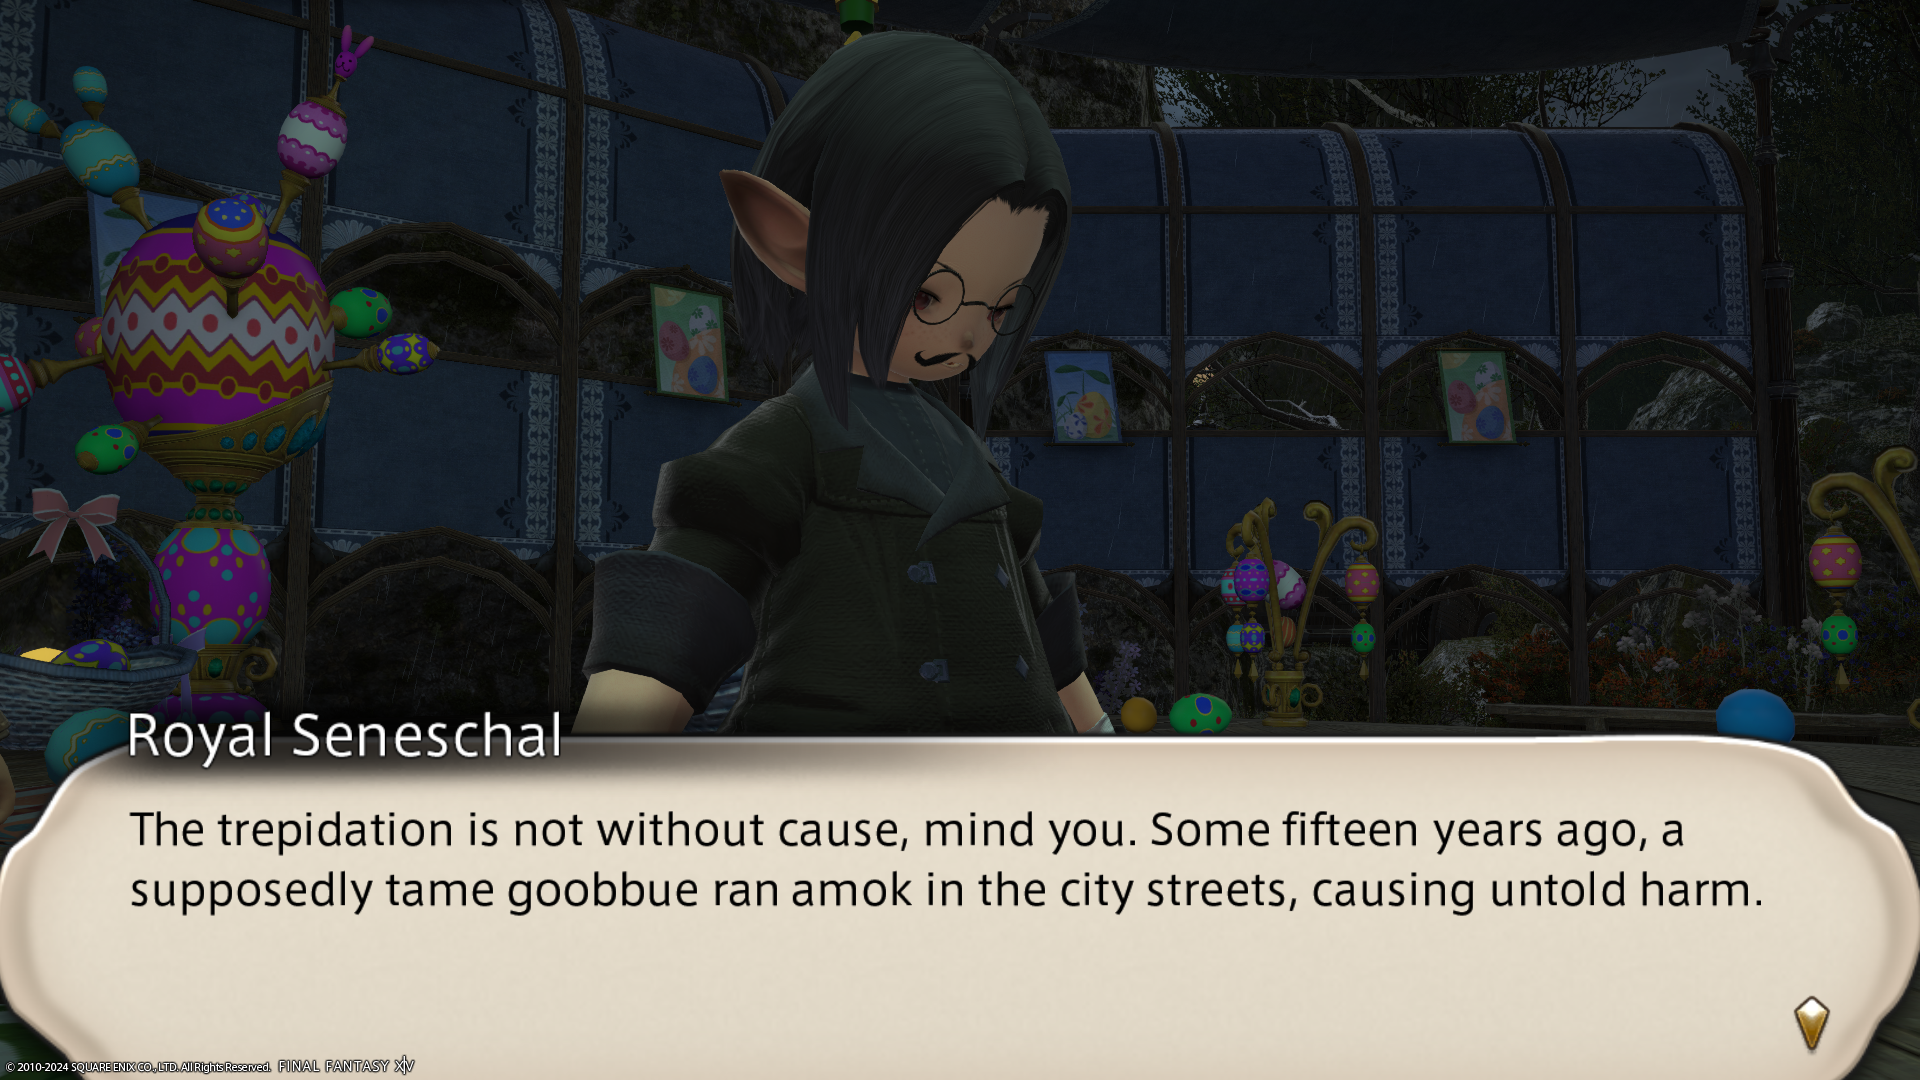 Royal Seneschal
The trepidation is not without cause, mind you. Some fifteen years ago, a
supposedly tame goobbue ran amok in the city streets, causing untold harm.
© 2010-2024 SQUARE ENIX CO., LTD. All Rights Reserved. FINAL FANTASY XIV